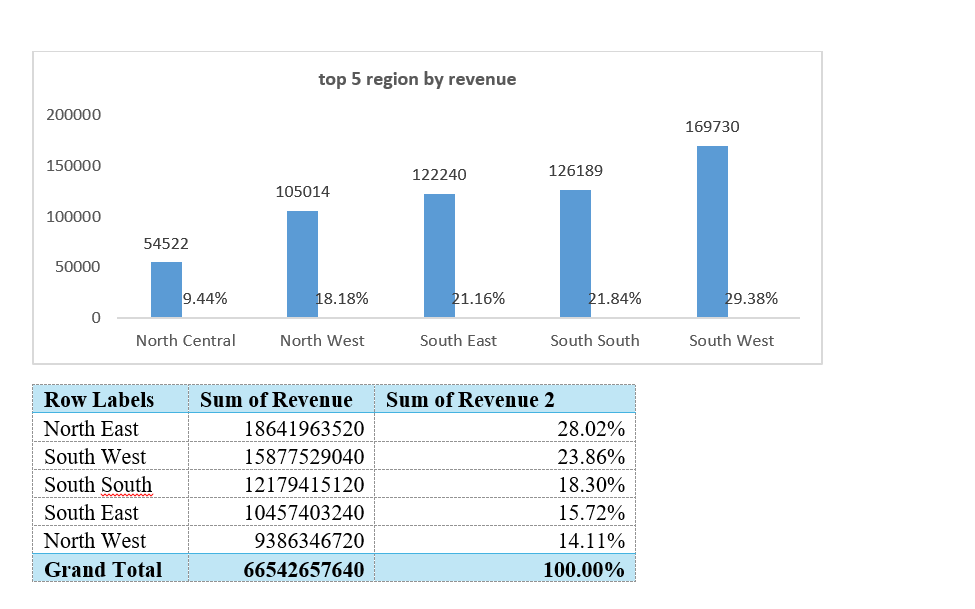 top 5 region by revenue
200000
150000
100000
50000
0
54522
105014
122240
126189
169730
9.44%
18.18%
21.16%
21.84%
29.38%
North Central
North West
South East
South South
South West
Row Labels Sum of Revenue Sum of Revenue 2
North East 18641963520 28.02%
South West 15877529040 23.86%
South South 12179415120 18.30%
South East 10457403240 15.72%
North West 9386346720 14.11%
Grand Total 66542657640 100.00%